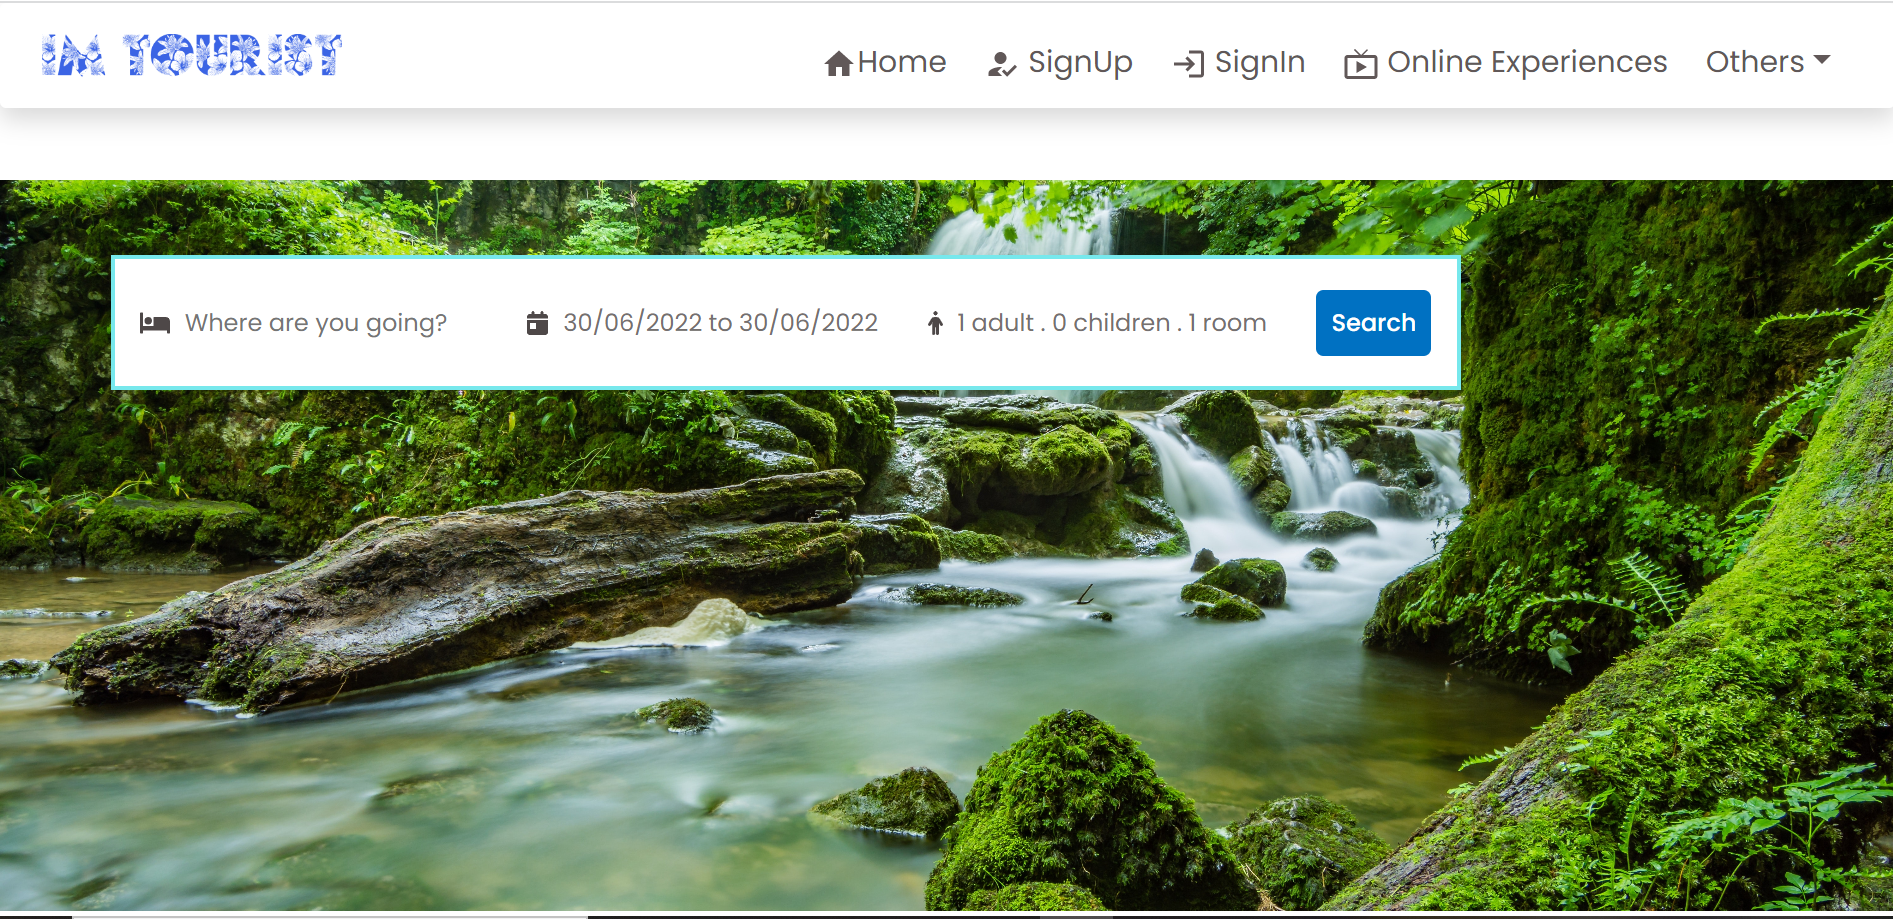 IM TOURIST
Home SignUp SignIn Online Experiences Others
Where are you going? 30/06/2022 to 30/06/2022 1 adult . 0 children . 1 room Search